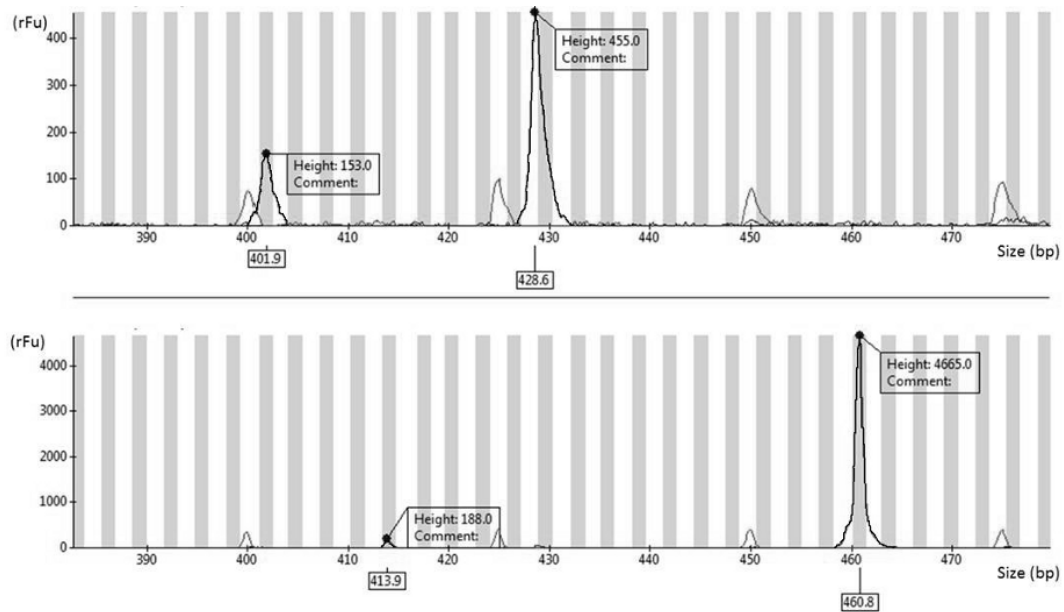 (rFu)
400
300
200
100
0
Height: 455.0
Comment:
Height: 153.0
Comment:
390 400 410 420 430 440 450 460 470
Size (bp)
401.9
428.6
(rFu)
4000
3000
2000
1000
0
Height: 4665.0
Comment:
Height: 188.0
Comment:
390 400 410 420 430 440 450 460 470
Size (bp)
413.9
460.8